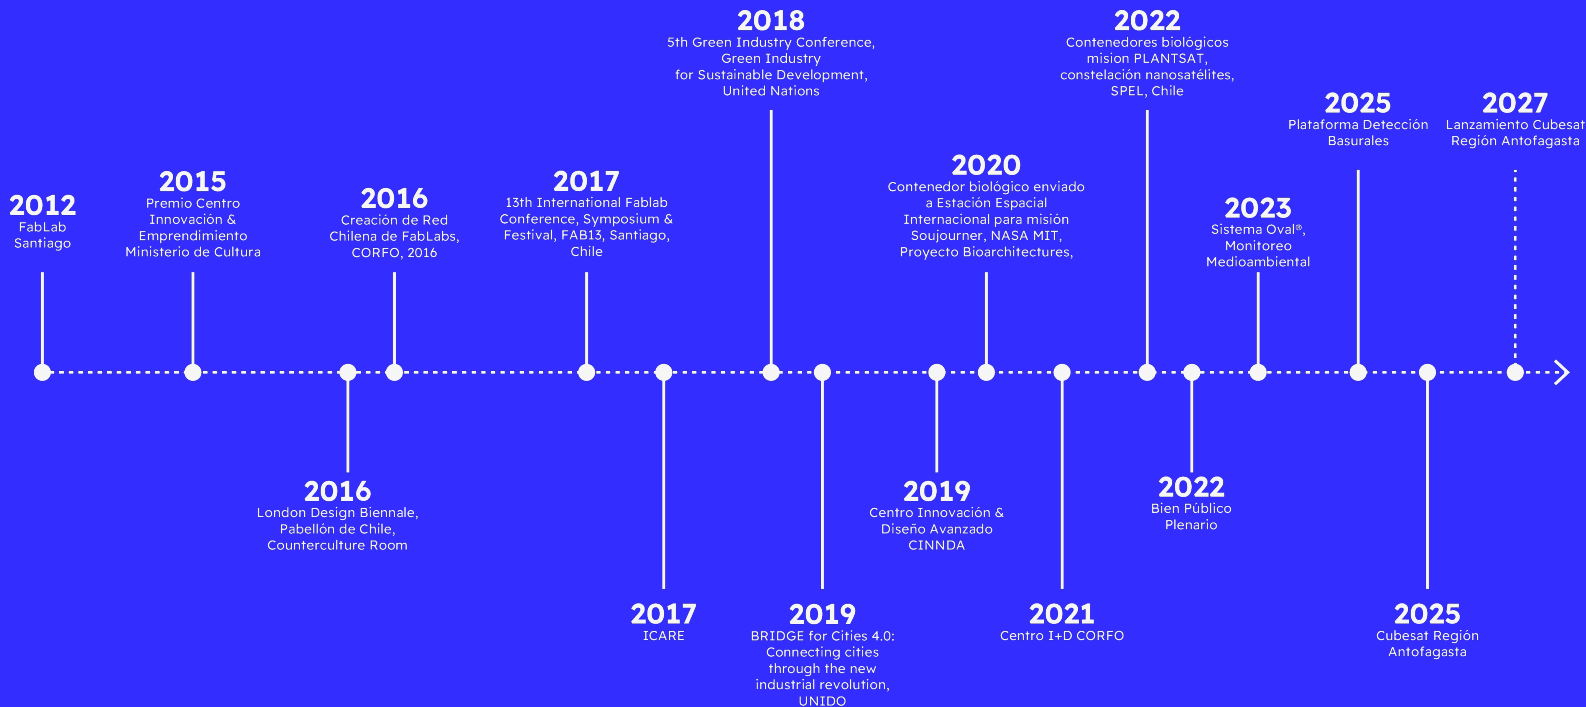 2012
FabLab
Santiago
2015
Premio Centro
Innovación &
Emprendimiento
Ministerio de Cultura
2016
London Design Biennale,
Pabellón de Chile,
Counterculture Room
2016
Creación de Red
Chilena de FabLabs,
CORFO, 2016
2017
13th International Fablab
Conference, Symposium &
Festival, FAB13, Santiago,
Chile
2017
ICARE
2018
5th Green Industry Conference,
Green Industry
for Sustainable Development,
United Nations
2019
BRIDGE for Cities 4.0:
Connecting cities
through the new
industrial revolution,
UNIDO
2019
Centro Innovación &
Diseño Avanzado
CINNDA
2020
Contenedor biológico enviado
a Estación Espacial
Internacional para misión
Soujourner, NASA MIT,
Proyecto Bioarchitectures,
2021
Centro I+D CORFO
2022
Contenedores biológicos
mision PLANTSAT,
constelación nanosatélites,
SPEL, Chile
2022
Bien Público
Plenario
2023
Sistema Oval®,
Monitoreo
Medioambiental
2025
Plataforma Detección
Basurales
2025
Cubesat Región
Antofagasta
2027
Lanzamiento Cubesat
Región Antofagasta